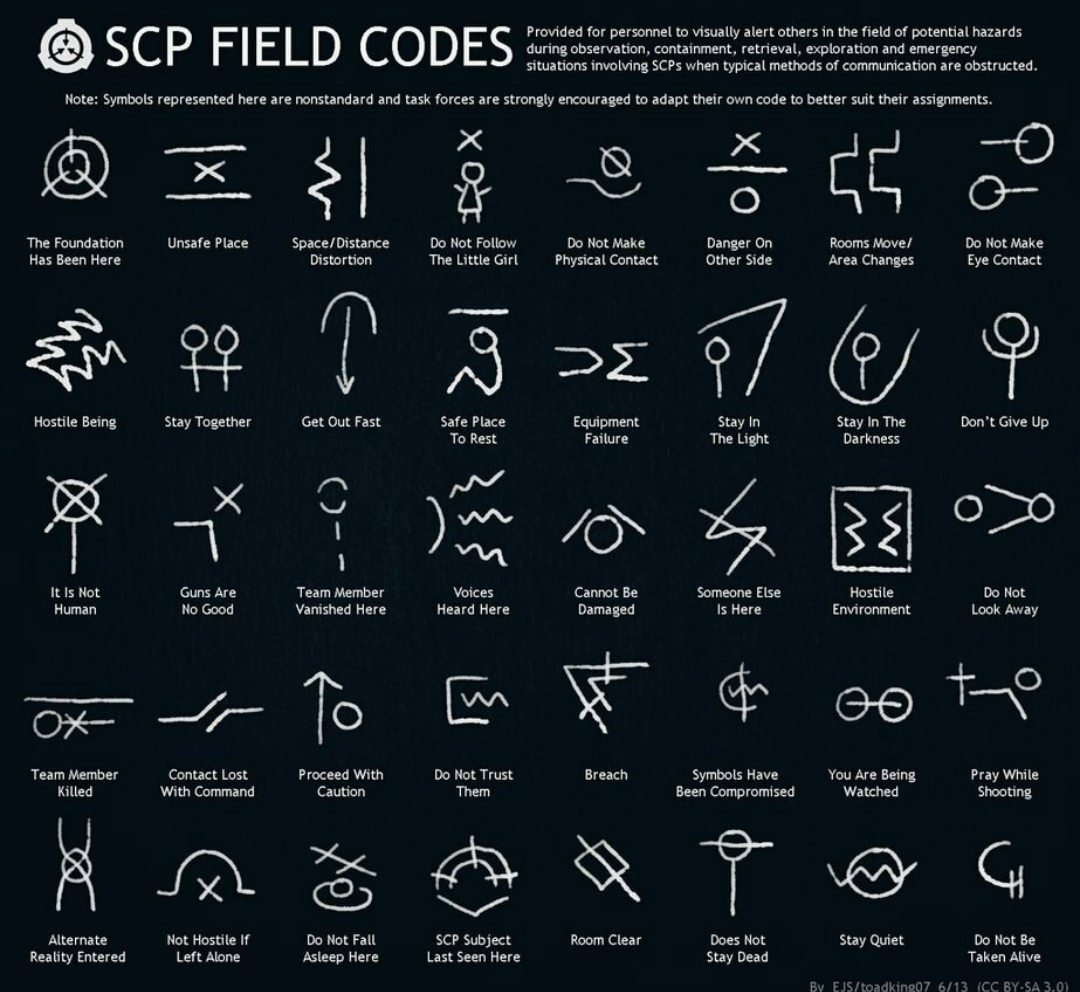 SCP FIELD CODES
Provided for personnel to visually alert others in the field of potential hazards
during observation, containment, retrieval, exploration and emergency
situations involving SCPs when typical methods of communication are obstructed.
Note: Symbols represented here are nonstandard and task forces are strongly encouraged to adapt their own code to better suit their assignments.
The Foundation
Has Been Here
Unsafe Place
Space/Distance
Distortion
Do Not Follow
The Little Girl
Do Not Make
Physical Contact
Danger On
Other Side
Rooms Move/
Area Changes
Do Not Make
Eye Contact
Hostile Being
Stay Together
Get Out Fast
Safe Place
To Rest
Equipment
Failure
Stay In
The Light
Stay In The
Darkness
Don't Give Up
It Is Not
Human
Guns Are
No Good
Team Member
Vanished Here
Voices
Heard Here
Cannot Be
Damaged
Someone Else
Is Here
Hostile
Environment
Do Not
Look Away
Team Member
Killed
Contact Lost
With Command
Proceed With
Caution
Do Not Trust
Them
Breach
Symbols Have
Been Compromised
You Are Being
Watched
Pray While
Shooting
Alternate
Reality Entered
Not Hostile If
Left Alone
Do Not Fall
Asleep Here
SCP Subject
Last Seen Here
Room Clear
Does Not
Stay Dead
Stay Quiet
Do Not Be
Taken Alive
By EJS/toadking07 6/13 (CC BY-SA 3.0)